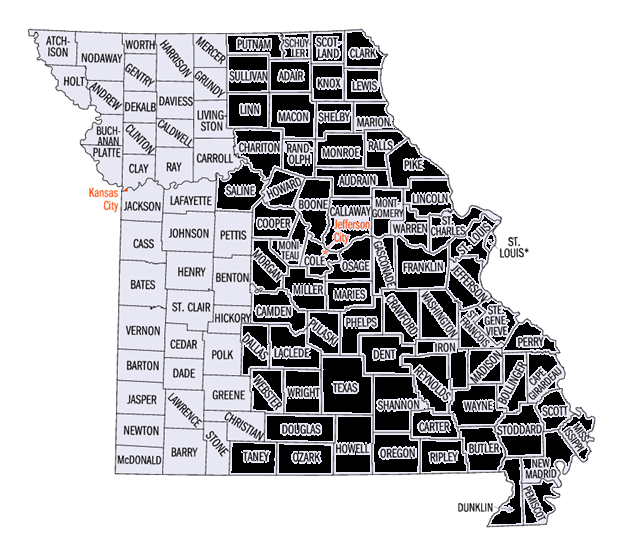 ATCH-
ISON
NODAWAY
WORTH
HARRISON
MERCER
PUTNAM
SCHUY
LER
SCOT
LAND
CLARK
HOLT
ANDREW
GENTRY
GRUNDY
SULLIVAN
ADAIR
KNOX
LEWIS
DEKALB
DAVIESS
LIVING-
STON
LINN
MACON
SHELBY
MARION
BUCH-
ANAN
CLINTON
CALDWELL
PLATTE
CLAY
RAY
CARROLL
CHARITON
RAND-
OLPH
MONROE
RALLS
PIKE
Kansas
City
JACKSON
LAFAYETTE
SALINE
HOWARD
BOONE
AUDRAIN
CALLAWAY
MONT-
GOMERY
LINCOLN
WARREN
ST.
CHARLES
ST. LOUIS
ST.
LOUIS*
Jefferson
City
CASS
JOHNSON
PETTIS
COOPER
MONI-
TEAU
COLE
OSAGE
GASCONADE
FRANKLIN
JEFFERSON
BATES
HENRY
BENTON
MORGAN
MILLER
MARIES
ST. CLAIR
HICKORY
CAMDEN
PULASKI
PHELPS
CRAWFORD
WASHINGTON
ST.
FRANCOIS
STE.
GENE
VIEVE
PERRY
VERNON
CEDAR
POLK
DALLAS
LACLEDE
DENT
IRON
MADISON
BOLLINGER
CAPE
GIRARDEAU
BARTON
DADE
GREENE
WEBSTER
WRIGHT
TEXAS
SHANNON
REYNOLDS
WAYNE
SCOTT
JASPER
LAWRENCE
CHRISTIAN
DOUGLAS
CARTER
STODDARD
MISS-
ISSIPPI
NEWTON
McDONALD
BARRY
STONE
TANEY
OZARK
HOWELL
OREGON
RIPLEY
BUTLER
NEW
MADRID
DUNKLIN
PEMISCOT